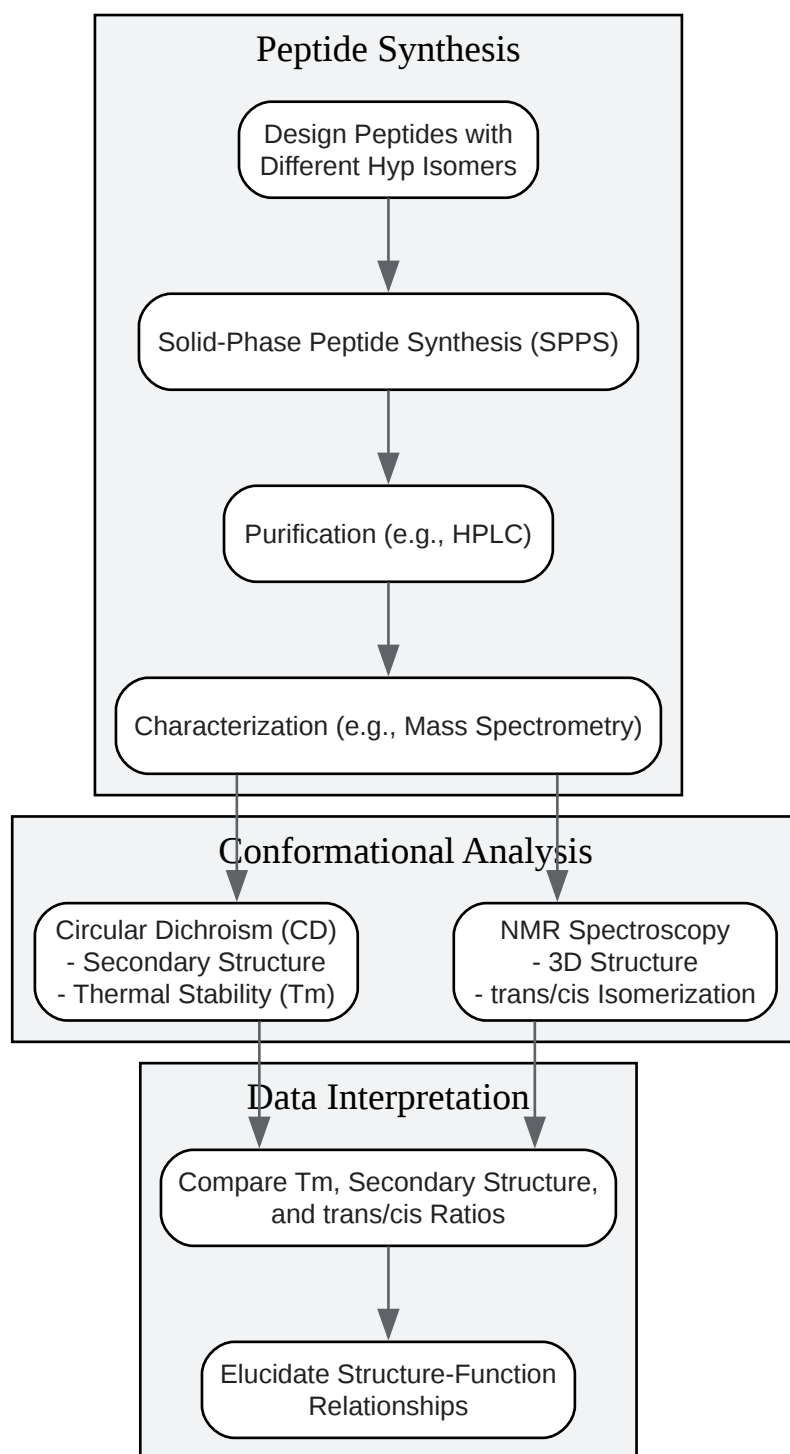 Peptide Synthesis
Design Peptides with
Different Hyp Isomers
Solid-Phase Peptide Synthesis (SPPS)
Purification (e.g., HPLC)
Characterization (e.g., Mass Spectrometry)
Conformational Analysis
Circular Dichroism (CD)
- Secondary Structure
- Thermal Stability (Tm)
NMR Spectroscopy
- 3D Structure
- trans/cis Isomerization
Data Interpretation
Compare Tm, Secondary Structure,
and trans/cis Ratios
Elucidate Structure-Function
Relationships